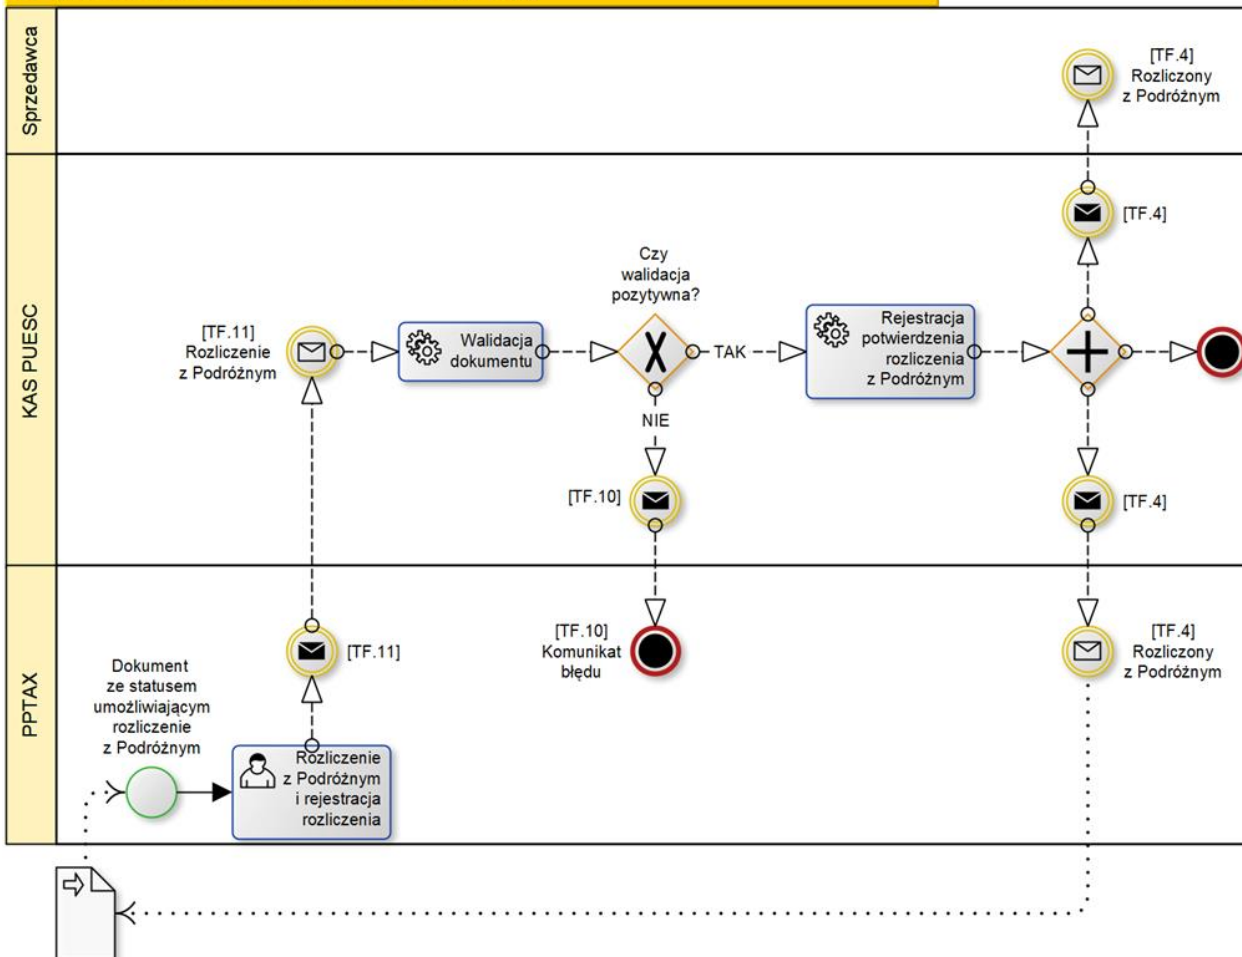 Sprzedawca
[TF.4]
Rozliczony
z Podróżnym
KAS PUESC
[TF.4]
Czy
walidacja
pozytywna?
[TF.11]
Rozliczenie
z Podróżnym
Walidacja
dokumentu
TAK
Rejestracja
potwierdzenia
rozliczenia
z Podróżnym
NIE
[TF.10]
[TF.4]
PPTAX
[TF.11]
[TF.10]
Komunikat
błędu
[TF.4]
Rozliczony
z Podróżnym
Dokument
ze statusem
umożliwiającym
rozliczenie
z Podróżnym
Rozliczenie
z Podróżnym
i rejestracja
rozliczenia